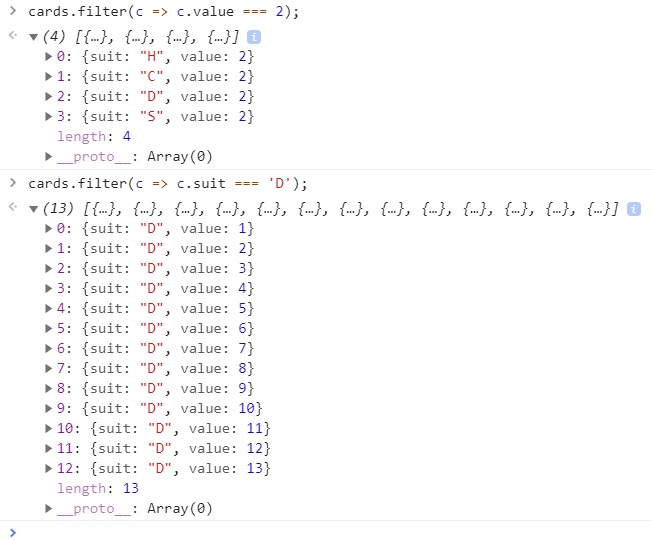 > cards.filter(c => c.value === 2);
(4) [{…}, {…}, {…}, {…}] i
0: {suit: "H", value: 2}
1: {suit: "C", value: 2}
2: {suit: "D", value: 2}
3: {suit: "S", value: 2}
length: 4
__proto__: Array(0)
> cards.filter(c => c.suit === 'D');
(13) [{…}, {…}, {…}, {…}, {…}, {…}, {…}, {…}, {…}, {…}, {…}, {…}, {…}] i
0: {suit: "D", value: 1}
1: {suit: "D", value: 2}
2: {suit: "D", value: 3}
3: {suit: "D", value: 4}
4: {suit: "D", value: 5}
5: {suit: "D", value: 6}
6: {suit: "D", value: 7}
7: {suit: "D", value: 8}
8: {suit: "D", value: 9}
9: {suit: "D", value: 10}
10: {suit: "D", value: 11}
11: {suit: "D", value: 12}
12: {suit: "D", value: 13}
length: 13
__proto__: Array(0)
>